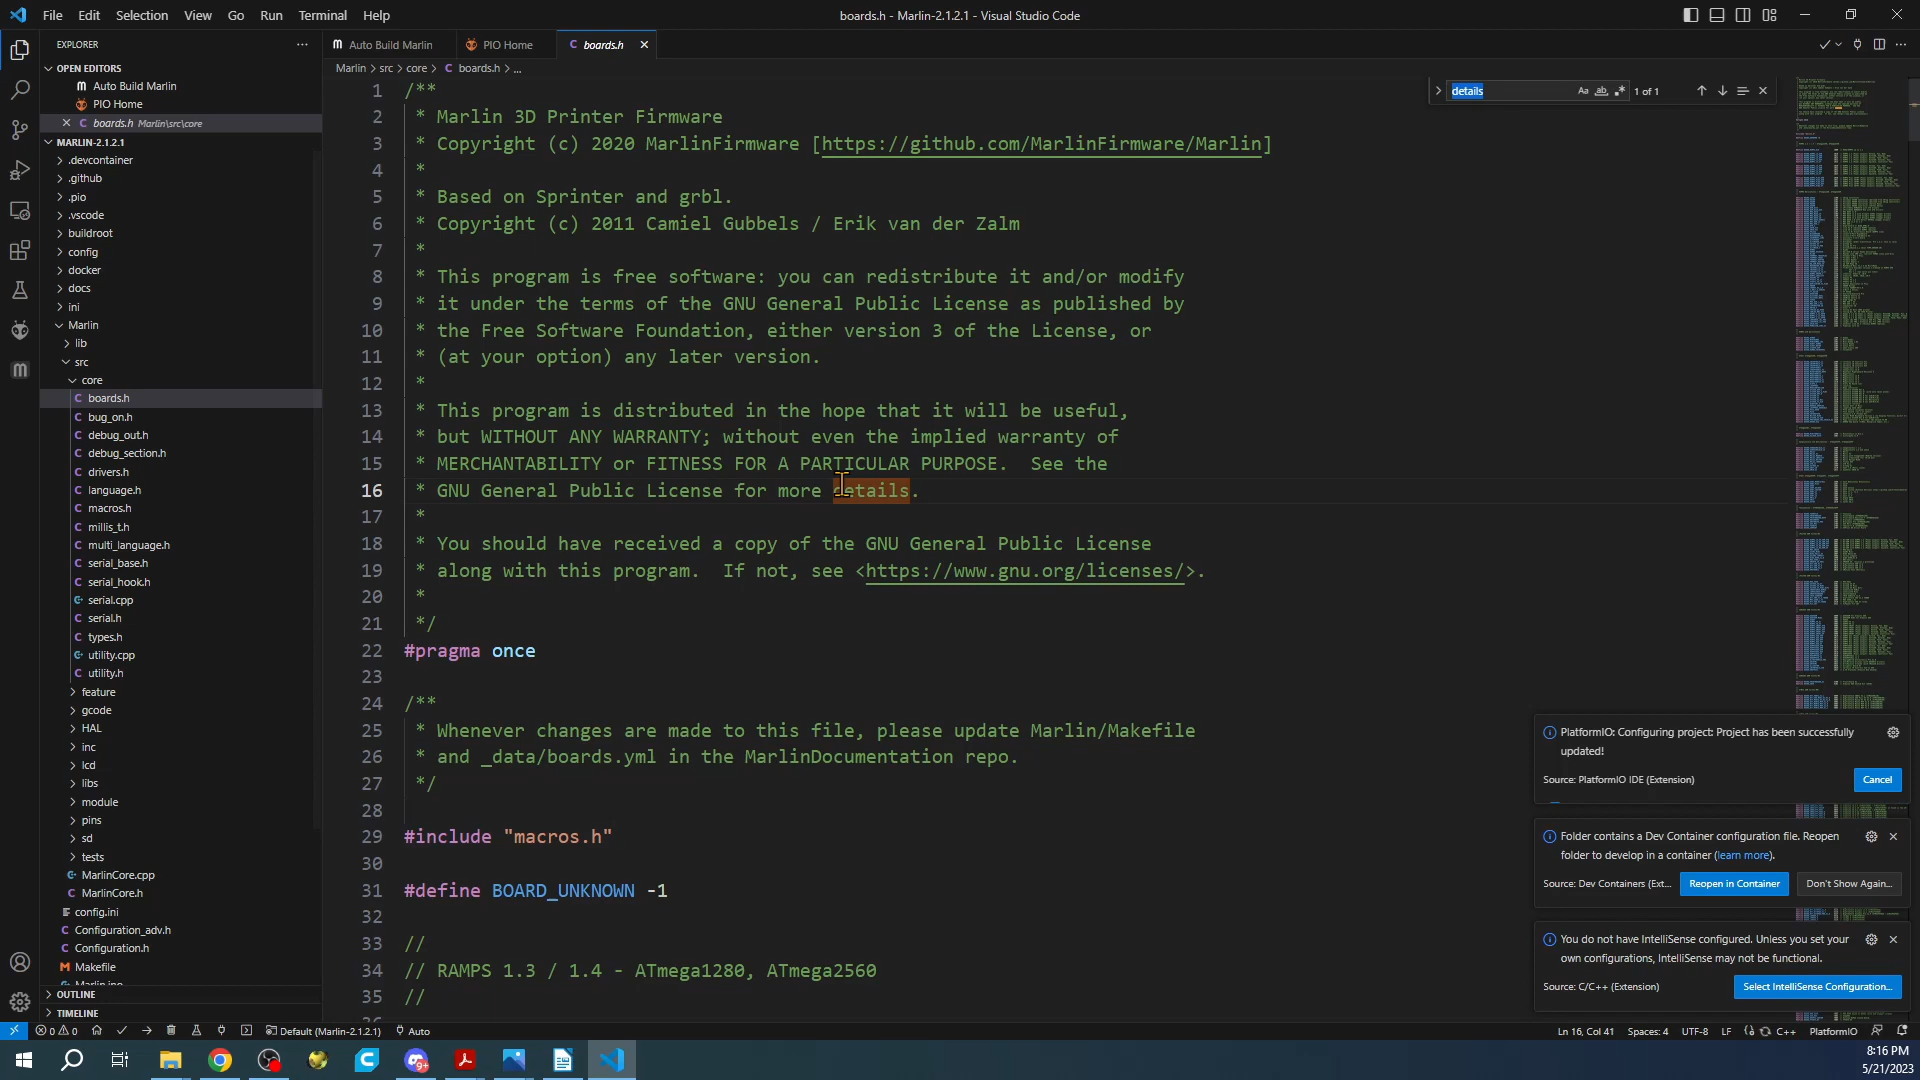 File Edit Selection View Go Run Terminal Help
boards.h - Marlin-2.1.2.1 - Visual Studio Code
EXPLORER
OPEN EDITORS
Auto Build Marlin
PIO Home
boards.h Marlin\src\core
MARLIN-2.1.2.1
.devcontainer
.github
.pio
.vscode
buildroot
config
docker
docs
ini
Marlin
lib
src
core
boards.h
bug_on.h
debug_out.h
debug_section.h
drivers.h
language.h
macros.h
millis_t.h
multi_language.h
serial_base.h
serial_hook.h
serial.cpp
serial.h
types.h
utility.cpp
utility.h
feature
gcode
HAL
inc
lcd
libs
module
pins
sd
tests
MarlinCore.cpp
MarlinCore.h
config.ini
Configuration_adv.h
Configuration.h
Makefile
Marlin.ino
OUTLINE
TIMELINE
Auto Build Marlin PIO Home boards.h
Marlin > src > core > boards.h > ...
details 1 of 1
1 /**
2 * Marlin 3D Printer Firmware
3 * Copyright (c) 2020 MarlinFirmware [https://github.com/MarlinFirmware/Marlin]
4 *
5 * Based on Sprinter and grbl.
6 * Copyright (c) 2011 Camiel Gubbels / Erik van der Zalm
7 *
8 * This program is free software: you can redistribute it and/or modify
9 * it under the terms of the GNU General Public License as published by
10 * the Free Software Foundation, either version 3 of the License, or
11 * (at your option) any later version.
12 *
13 * This program is distributed in the hope that it will be useful,
14 * but WITHOUT ANY WARRANTY; without even the implied warranty of
15 * MERCHANTABILITY or FITNESS FOR A PARTICULAR PURPOSE.  See the
16 * GNU General Public License for more details.
17 *
18 * You should have received a copy of the GNU General Public License
19 * along with this program.  If not, see <https://www.gnu.org/licenses/>.
20 *
21 */
22 #pragma once
23
24 /**
25 * Whenever changes are made to this file, please update Marlin/Makefile
26 * and _data/boards.yml in the MarlinDocumentation repo.
27 */
28
29 #include "macros.h"
30
31 #define BOARD_UNKNOWN -1
32
33 //
34 // RAMPS 1.3 / 1.4 - ATmega1280, ATmega2560
35 //
36
PlatformIO: Configuring project: Project has been successfully
updated!
Source: PlatformIO IDE (Extension) Cancel
Folder contains a Dev Container configuration file. Reopen
folder to develop in a container (learn more).
Source: Dev Containers (Ext... Reopen in Container Don't Show Again...
You do not have IntelliSense configured. Unless you set your
own configurations, IntelliSense may not be functional.
Source: C/C++ (Extension) Select IntelliSense Configuration...
0 0 Default (Marlin-2.1.2.1) Auto Ln 16, Col 41 Spaces: 4 UTF-8 LF C++ PlatformIO
8:16 PM
5/21/2023